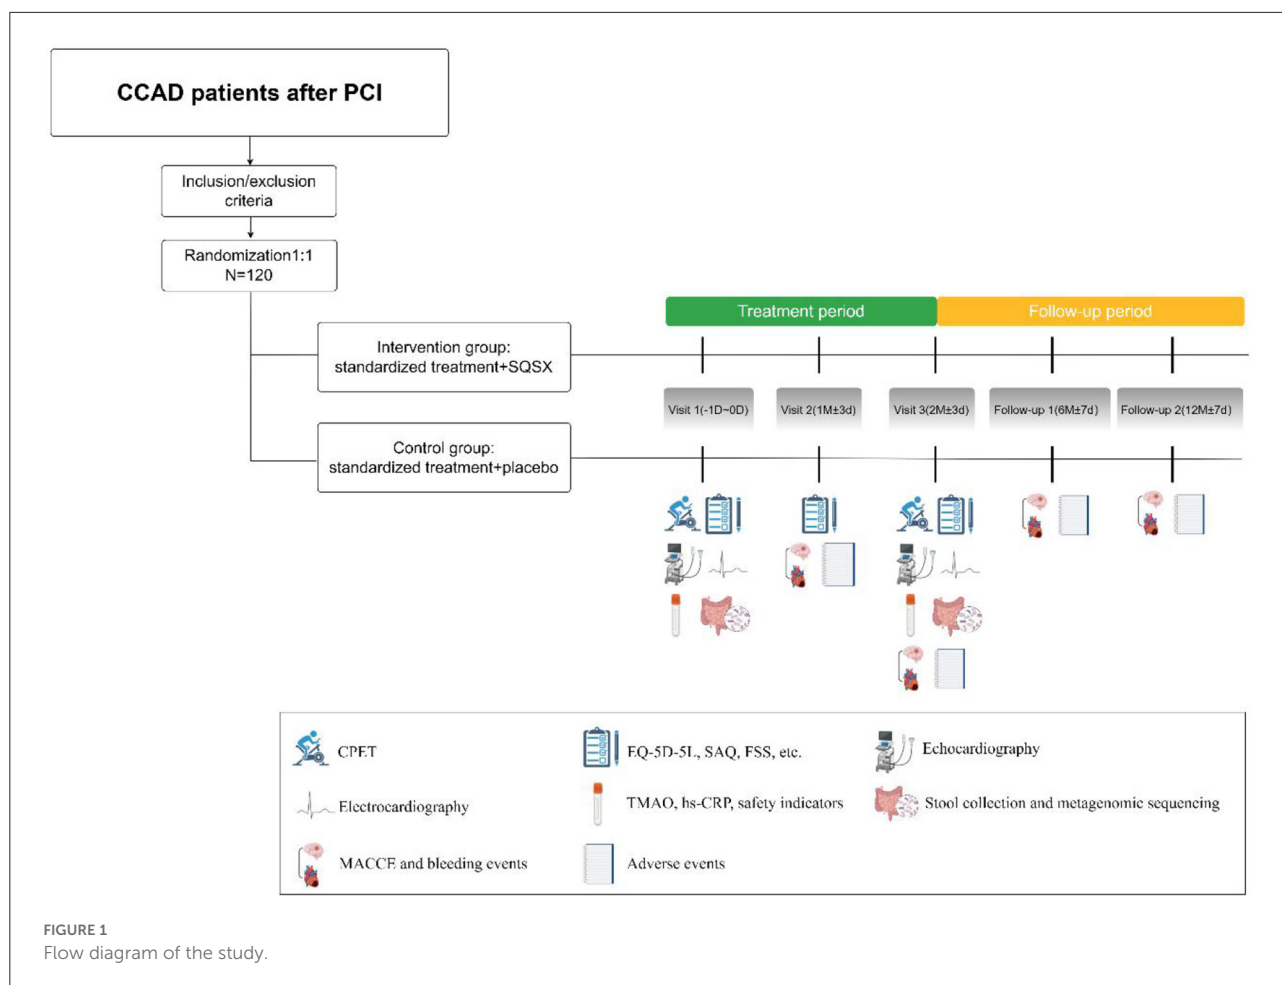 CCAD patients after PCI
Inclusion/exclusion
criteria
Randomization1:1
N=120
Treatment period
Follow-up period
Intervention group:
standardized treatment+SQSX
Visit 1(-1D~0D)
Visit 2(1M±3d)
Visit 3(2M±3d)
Follow-up 1(6M±7d)
Follow-up 2(12M±7d)
Control group:
standardized treatment+placebo
CPET
EQ-5D-5L, SAQ, FSS, etc.
Echocardiography
Electrocardiography
TMAO, hs-CRP, safety indicators
Stool collection and metagenomic sequencing
MACCE and bleeding events
Adverse events
FIGURE 1
Flow diagram of the study.